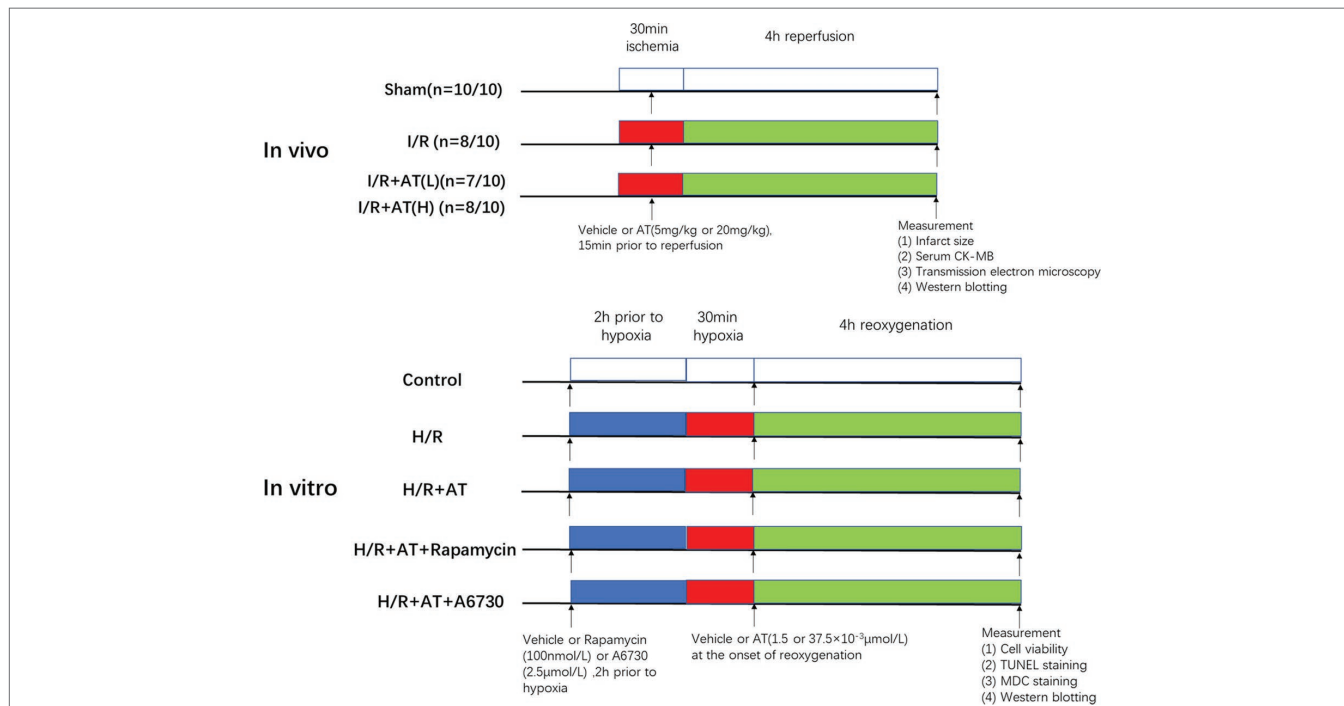 30min
ischemia
4h reperfusion
Sham(n=10/10)
In vivo
I/R (n=8/10)
I/R+AT(L)(n=7/10)
I/R+AT(H) (n=8/10)
Vehicle or AT(5mg/kg or 20mg/kg),
15min prior to reperfusion
Measurement
(1) Infarct size
(2) Serum CK-MB
(3) Transmission electron microscopy
(4) Western blotting
2h prior to
hypoxia
30min
hypoxia
4h reoxygenation
Control
H/R
In vitro
H/R+AT
H/R+AT+Rapamycin
H/R+AT+A6730
Vehicle or Rapamycin
(100nmol/L) or A6730
(2.5μmol/L) ,2h prior to
hypoxia
Vehicle or AT(1.5 or 37.5×10⁻³μmol/L)
at the onset of reoxygenation
Measurement
(1) Cell viability
(2) TUNEL staining
(3) MDC staining
(4) Western blotting